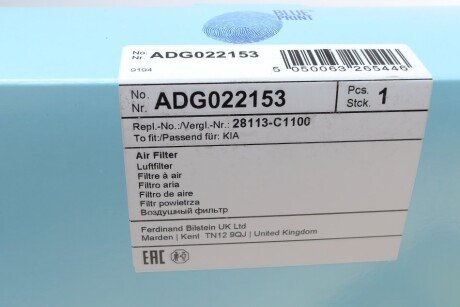 BLUE
PRINT
No.
Nr. ADG022153
9194
5 050063 265446
No.
Nr. ADG022153
Pcs.
Stck. 1
Repl.-No.:/Vergl.-Nr.: 28113-C1100
To fit:/Passend für: KIA
Air Filter
Luftfilter
Filtre à air
Filtro aria
Filtro de aire
Filtr powietrza
Воздушный фильтр
Ferdinand Bilstein UK Ltd
Marden | Kent TN12 9QJ | United Kingdom
EAC